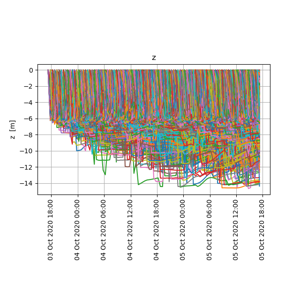 z
0
−2
−4
−6
−8
−10
−12
−14
z [m]
03 Oct 2020 18:00
04 Oct 2020 00:00
04 Oct 2020 06:00
04 Oct 2020 12:00
04 Oct 2020 18:00
05 Oct 2020 00:00
05 Oct 2020 06:00
05 Oct 2020 12:00
05 Oct 2020 18:00